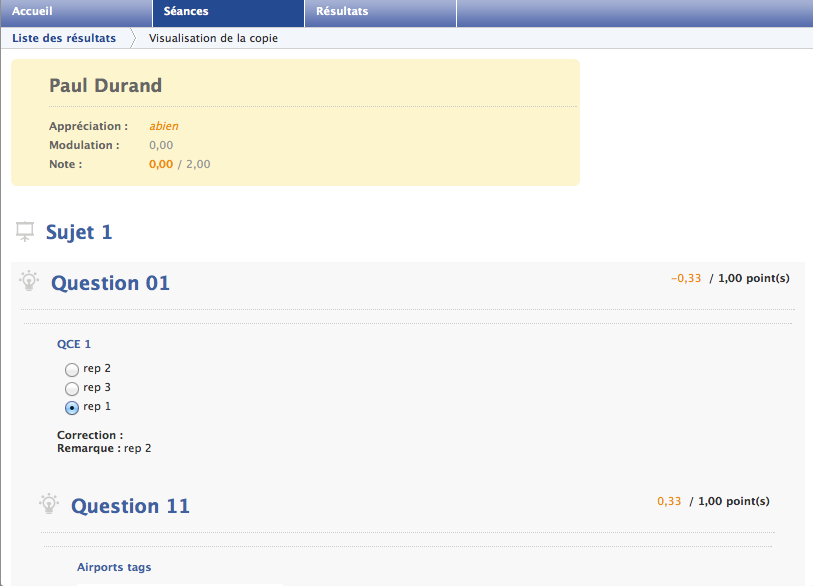 Accueil Séances Résultats
Liste des résultats Visualisation de la copie
Paul Durand
Appréciation : abien
Modulation : 0,00
Note : 0,00 / 2,00
Sujet 1
Question 01 -0,33 / 1,00 point(s)
QCE 1
rep 2
rep 3
rep 1
Correction :
Remarque : rep 2
Question 11 0,33 / 1,00 point(s)
Airports tags